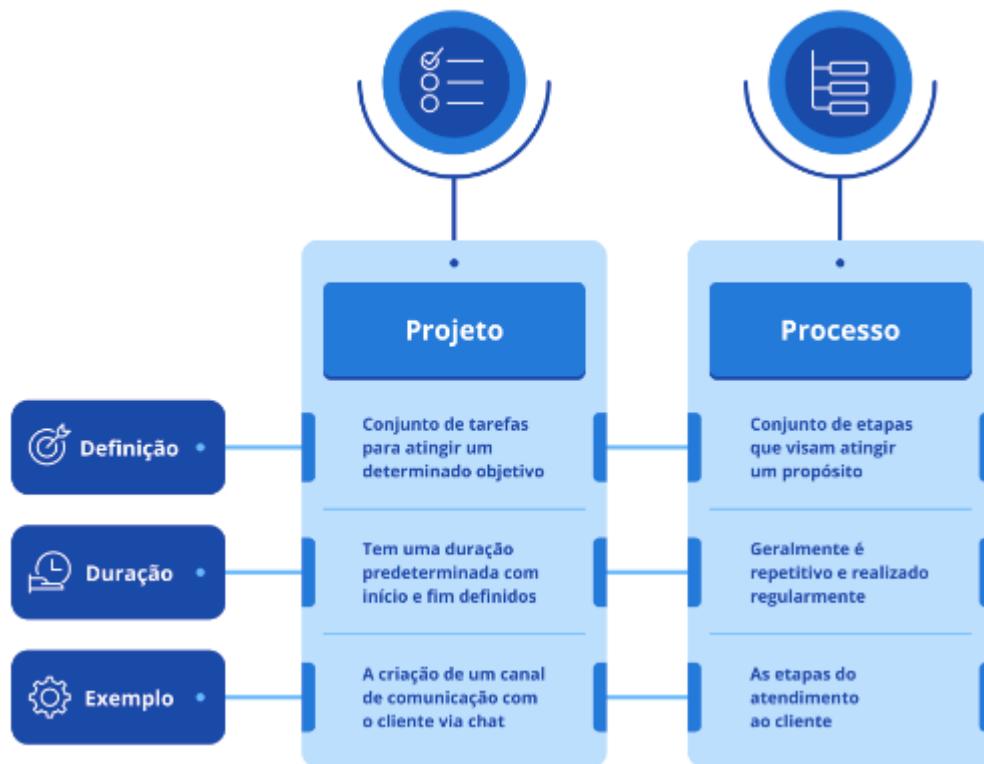 Projeto
Processo
Definição
Conjunto de tarefas
para atingir um
determinado objetivo
Conjunto de etapas
que visam atingir
um propósito
Duração
Tem uma duração
predeterminada com
início e fim definidos
Geralmente é
repetitivo e realizado
regularmente
Exemplo
A criação de um canal
de comunicação com
o cliente via chat
As etapas do
atendimento
ao cliente